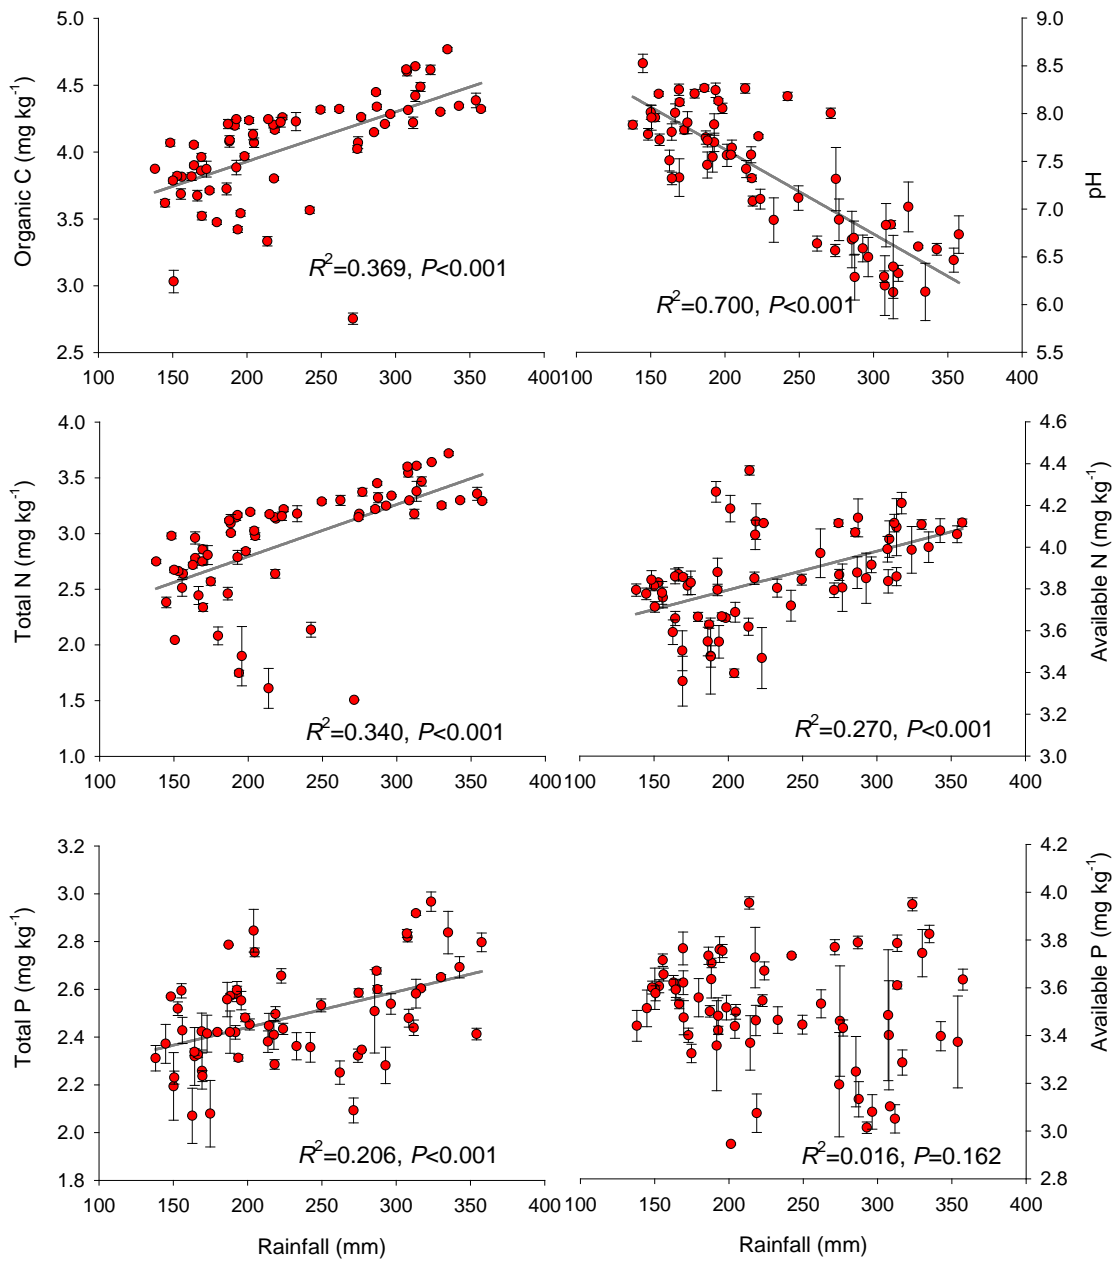 5.0
4.5
4.0
3.5
3.0
2.5
Organic C (mg kg-1)
R2=0.369, P<0.001
100 150 200 250 300 350 400
9.0
8.5
8.0
7.5
7.0
6.5
6.0
5.5
pH
R2=0.700, P<0.001
100 150 200 250 300 350 400
4.0
3.5
3.0
2.5
2.0
1.5
1.0
Total N (mg kg-1)
R2=0.340, P<0.001
100 150 200 250 300 350 400
4.6
4.4
4.2
4.0
3.8
3.6
3.4
3.2
3.0
Available N (mg kg-1)
R2=0.270, P<0.001
100 150 200 250 300 350 400
3.2
3.0
2.8
2.6
2.4
2.2
2.0
1.8
Total P (mg kg-1)
R2=0.206, P<0.001
100 150 200 250 300 350 400
Rainfall (mm)
4.2
4.0
3.8
3.6
3.4
3.2
3.0
2.8
Available P (mg kg-1)
R2=0.016, P=0.162
100 150 200 250 300 350 400
Rainfall (mm)